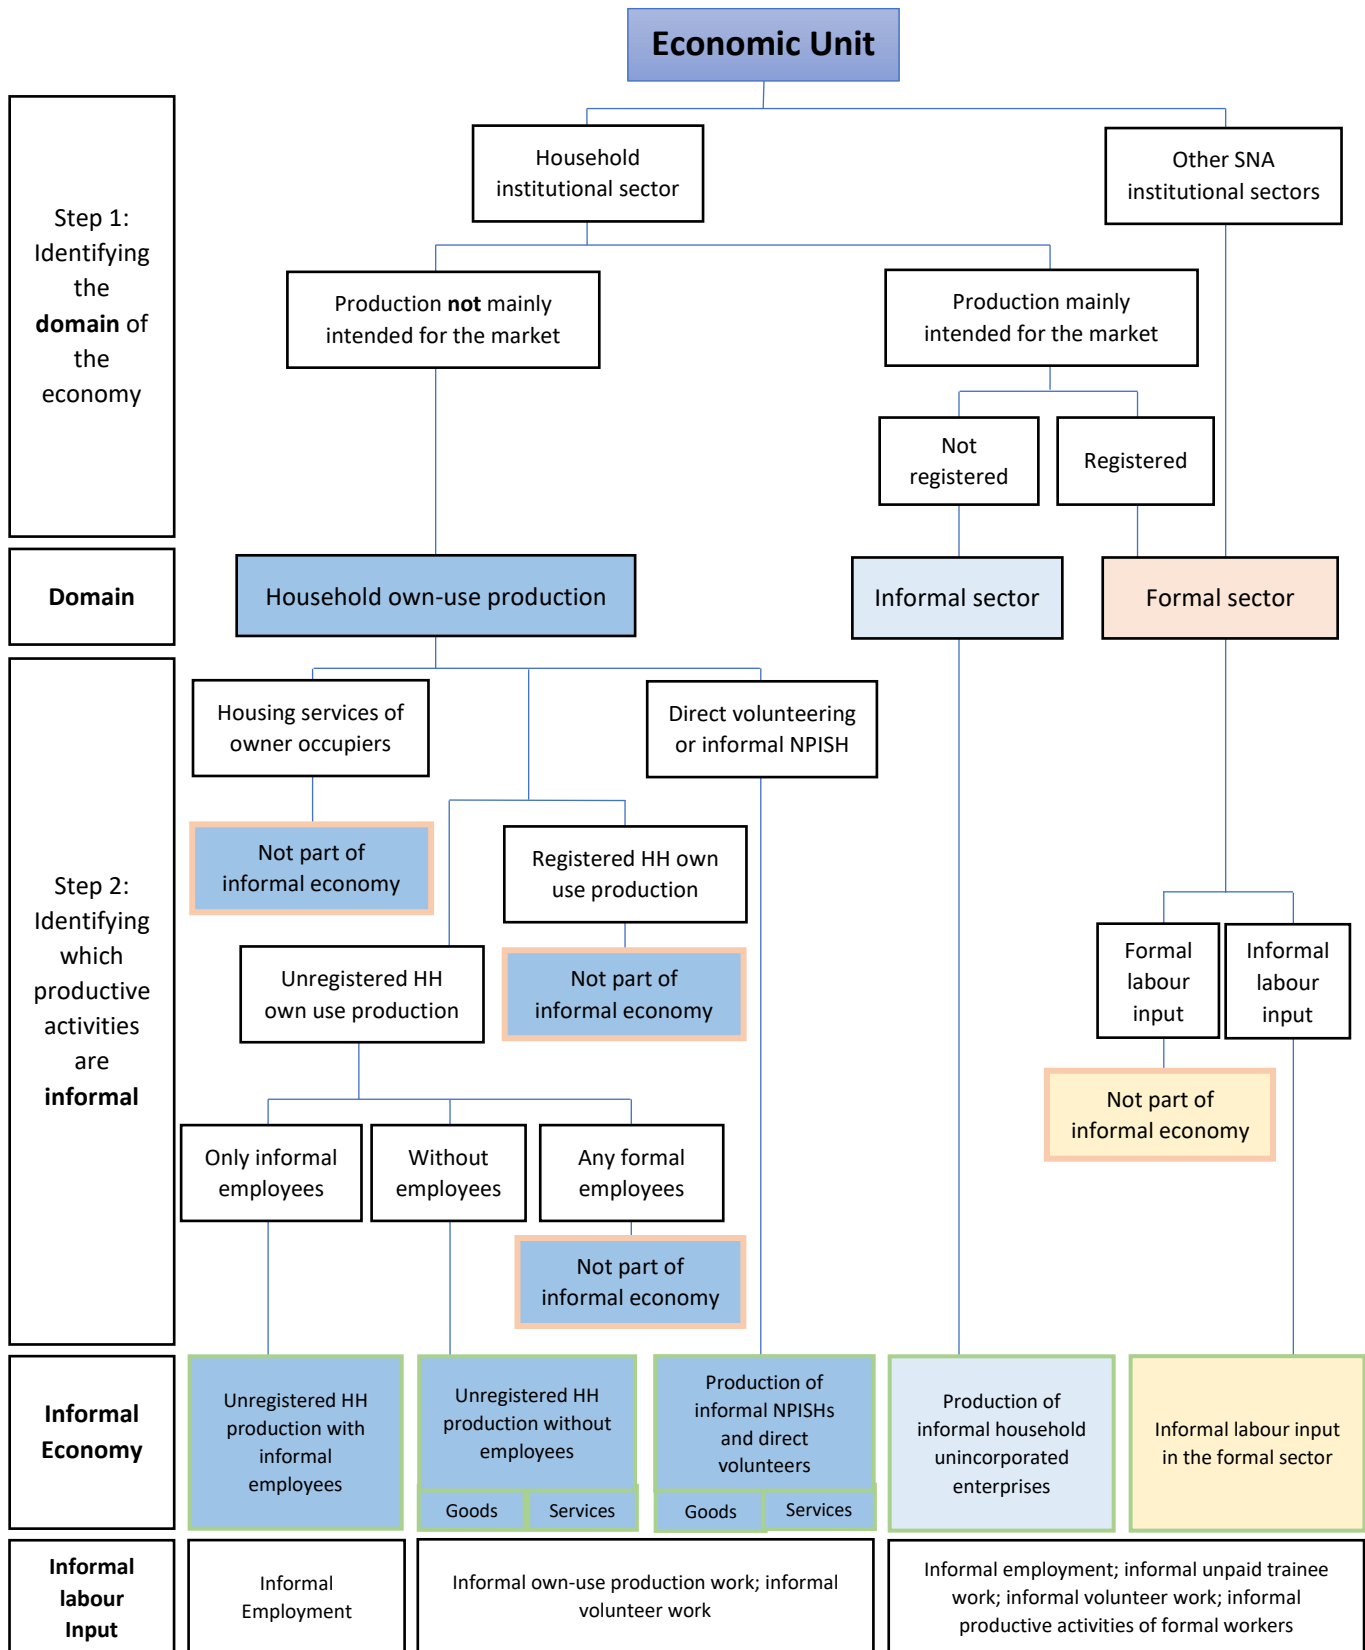 Economic Unit
Step 1:
Identifying
the
domain of
the
economy
Household
institutional sector
Other SNA
institutional sectors
Production not mainly
intended for the market
Production mainly
intended for the market
Not
registered
Registered
Domain
Household own-use production
Informal sector
Formal sector
Step 2:
Identifying
which
productive
activities
are
informal
Housing services of
owner occupiers
Direct volunteering
or informal NPISH
Not part of
informal economy
Registered HH own
use production
Unregistered HH
own use production
Not part of
informal economy
Formal
labour
input
Informal
labour
input
Not part of
informal economy
Only informal
employees
Without
employees
Any formal
employees
Not part of
informal economy
Informal
Economy
Unregistered HH
production with
informal
employees
Unregistered HH
production without
employees
Goods
Services
Production of
informal NPISHs
and direct
volunteers
Goods
Services
Production of
informal household
unincorporated
enterprises
Informal labour input
in the formal sector
Informal
labour
Input
Informal
Employment
Informal own-use production work; informal
volunteer work
Informal employment; informal unpaid trainee
work; informal volunteer work; informal
productive activities of formal workers